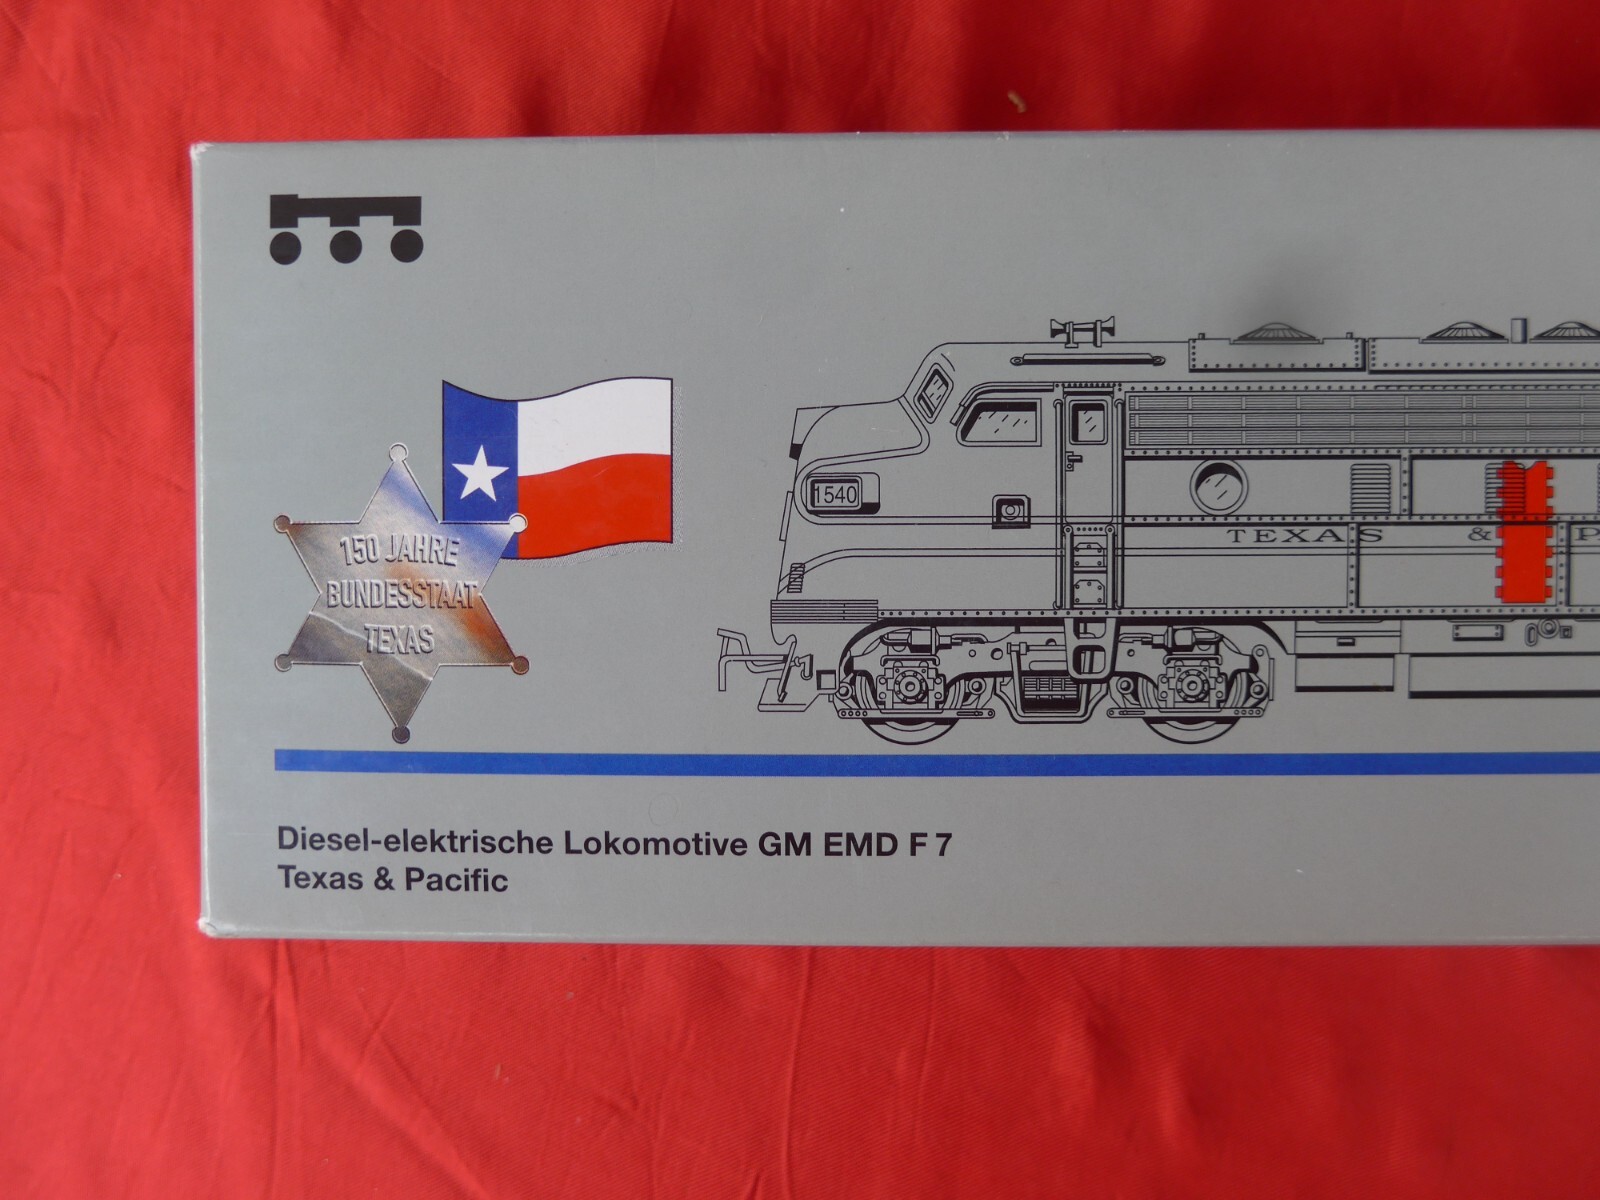 150 JAHRE
BUNDESSTAAT
TEXAS
1540
TEXAS & P
Diesel-elektrische Lokomotive GM EMD F 7
Texas & Pacific